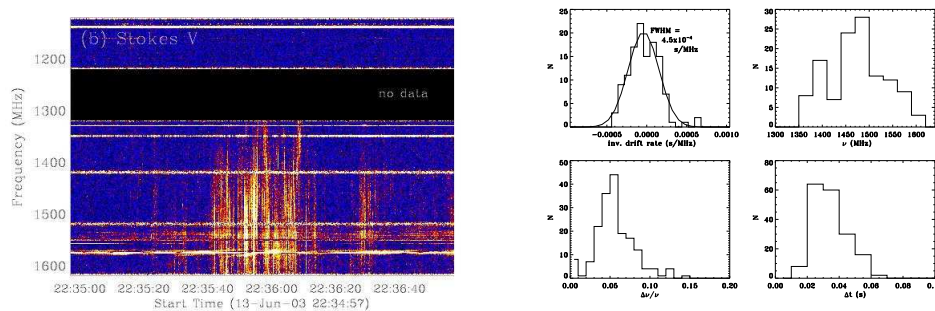 (b) Stokes V
no data
1200
1300
1400
1500
1600
Frequency (MHz)
22:35:00 22:35:20 22:35:40 22:36:00 22:36:20 22:36:40
Start Time (13-Jun-03 22:34:57)
25
20
15
10
5
0
N
FWHM =
4.5x10⁻⁴
s/MHz
-0.0005 0.0000 0.0005 0.0010
inv. drift rate (s/MHz)
30
25
20
15
10
5
0
N
1300 1400 1500 1600
ν (MHz)
50
40
30
20
10
0
N
0.00 0.05 0.10 0.15 0.20
Δν/ν
80
60
40
20
0
N
0.00 0.02 0.04 0.06 0.08 0.
Δt (s)